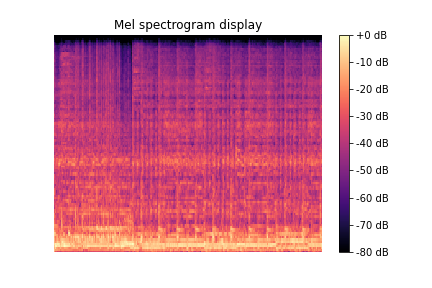 Mel spectrogram display
+0 dB
-10 dB
-20 dB
-30 dB
-40 dB
-50 dB
-60 dB
-70 dB
-80 dB